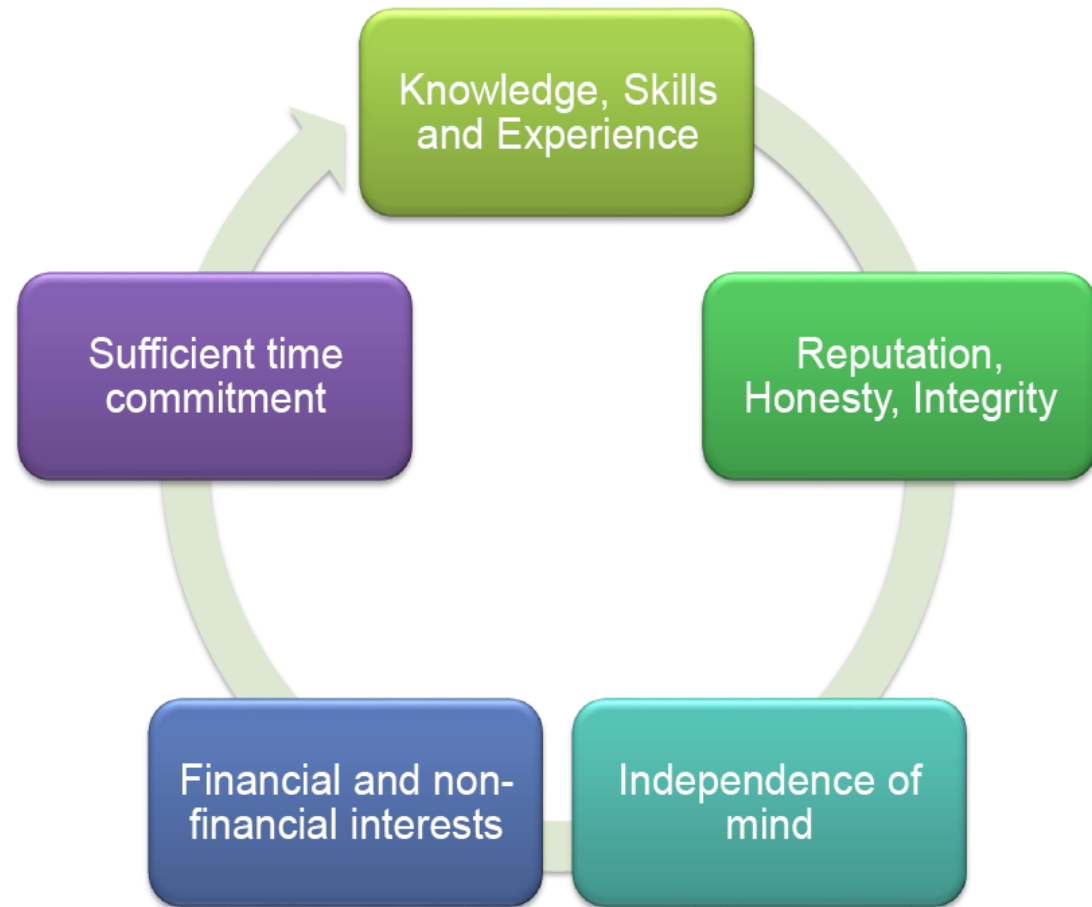 Knowledge, Skills
and Experience
Reputation,
Honesty, Integrity
Independence of
mind
Financial and non-
financial interests
Sufficient time
commitment